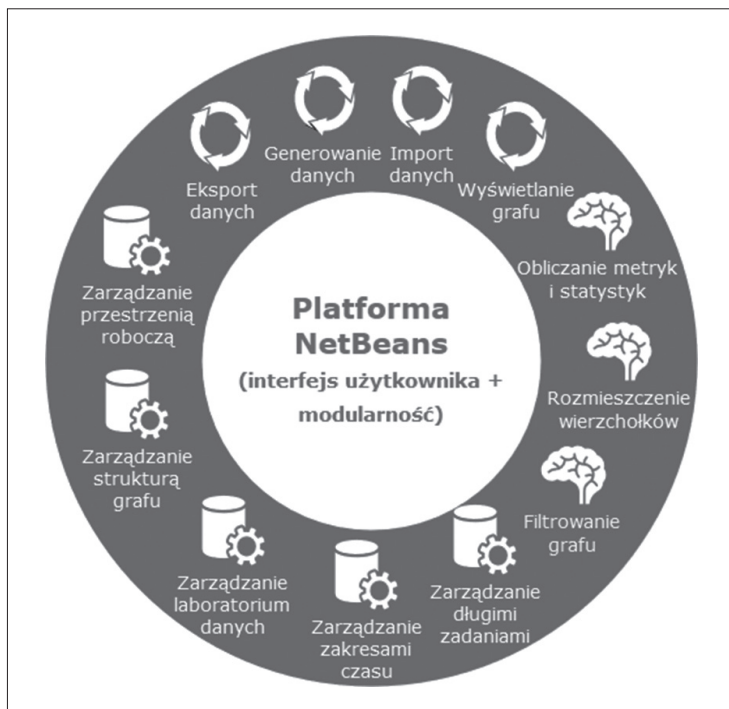 Eksport
danych
Generowanie
danych
Import
danych
Wyświetlanie
grafu
Obliczanie metryk
i statystyk
Rozmieszczenie
wierzchołków
Filtrowanie
grafu
Zarządzanie
długimi
zadaniami
Zarządzanie
zakresami
czasu
Zarządzanie
laboratorium
danych
Zarządzanie
strukturą
grafu
Zarządzanie
przestrzenią
roboczą
Platforma
NetBeans
(interfejs użytkownika +
modularność)